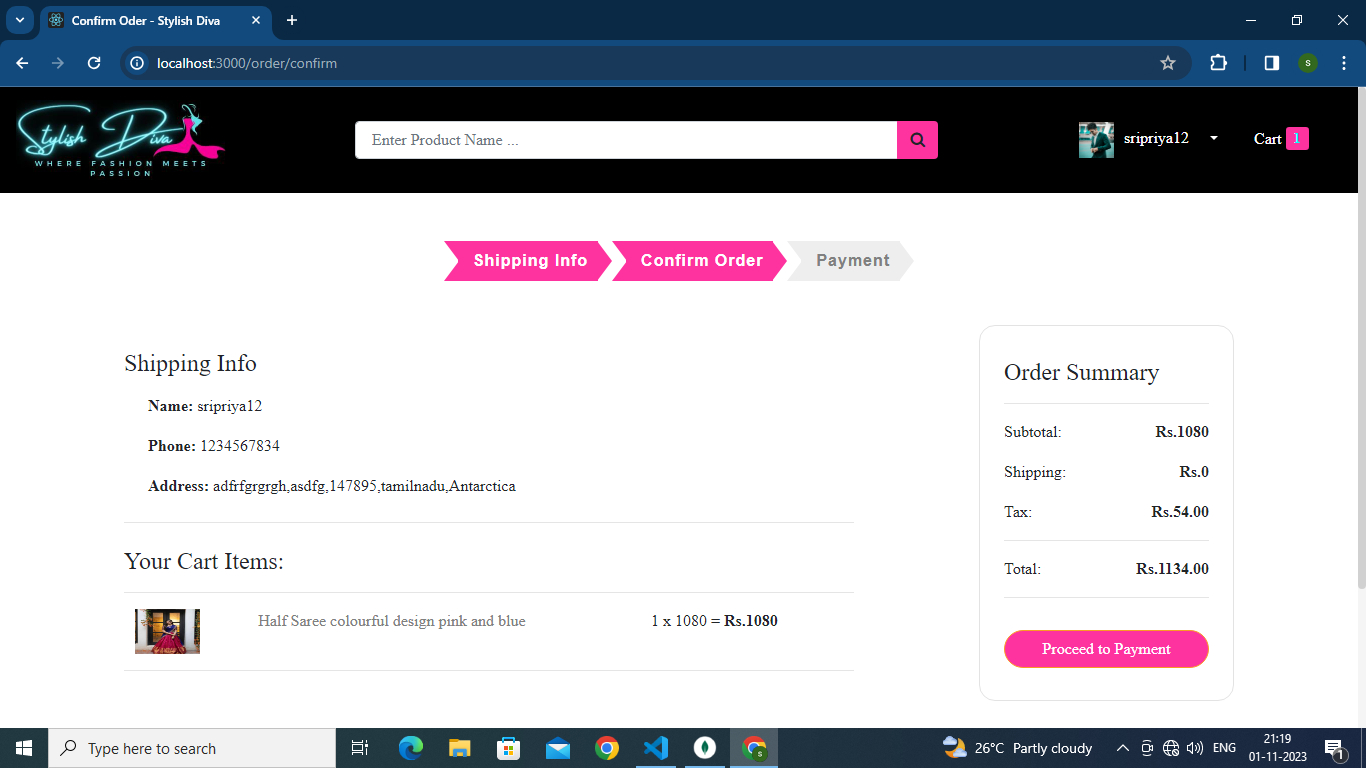 Confirm Oder - Stylish Diva
localhost:3000/order/confirm
s
Stylish Diva
WHERE FASHION MEETS
PASSION
Enter Product Name ...
sripriya12
Cart 1
Shipping Info
Confirm Order
Payment
Shipping Info
Name: sripriya12
Phone: 1234567834
Address: adfrfgrgrgh,asdfg,147895,tamilnadu,Antarctica
Your Cart Items:
Half Saree colourful design pink and blue
1 x 1080 = Rs.1080
Order Summary
Subtotal: Rs.1080
Shipping: Rs.0
Tax: Rs.54.00
Total: Rs.1134.00
Proceed to Payment
Type here to search
s
26°C Partly cloudy
ENG
21:19
01-11-2023
1